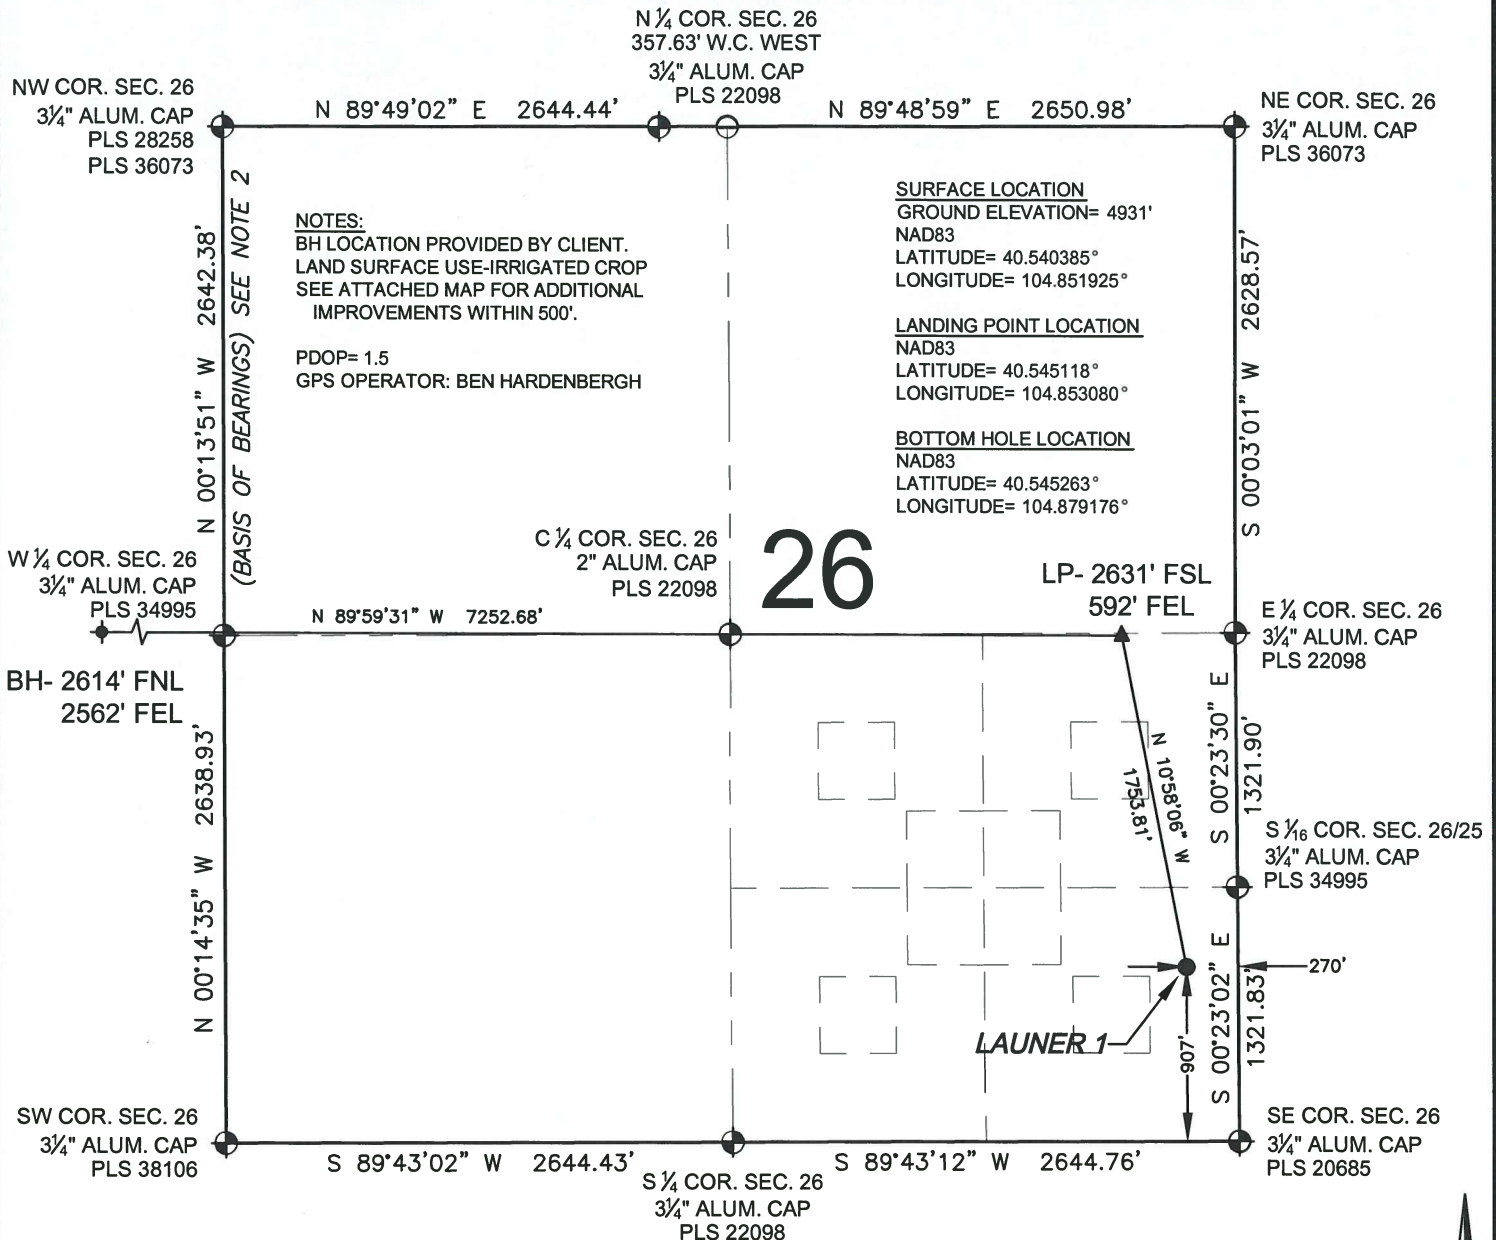 N ¼ COR. SEC. 26
357.63' W.C. WEST
3¼" ALUM. CAP
PLS 22098
NW COR. SEC. 26
3¼" ALUM. CAP
PLS 28258
PLS 36073
N 89°49'02" E 2644.44'
N 89°48'59" E 2650.98'
NE COR. SEC. 26
3¼" ALUM. CAP
PLS 36073
N 00°13'51" W 2642.38'
(BASIS OF BEARINGS) SEE NOTE 2
NOTES:
BH LOCATION PROVIDED BY CLIENT.
LAND SURFACE USE-IRRIGATED CROP
SEE ATTACHED MAP FOR ADDITIONAL
IMPROVEMENTS WITHIN 500'.
PDOP= 1.5
GPS OPERATOR: BEN HARDENBERGH
SURFACE LOCATION
GROUND ELEVATION= 4931'
NAD83
LATITUDE= 40.540385°
LONGITUDE= 104.851925°
LANDING POINT LOCATION
NAD83
LATITUDE= 40.545118°
LONGITUDE= 104.853080°
BOTTOM HOLE LOCATION
NAD83
LATITUDE= 40.545263°
LONGITUDE= 104.879176°
S 00°03'01" W 2628.57'
W ¼ COR. SEC. 26
3¼" ALUM. CAP
PLS 34995
N 89°59'31" W 7252.68'
C ¼ COR. SEC. 26
2" ALUM. CAP
PLS 22098
26
LP- 2631' FSL
592' FEL
E ¼ COR. SEC. 26
3¼" ALUM. CAP
PLS 22098
BH- 2614' FNL
2562' FEL
N 00°14'35" W 2638.93'
N 10°58'06" W
1753.81'
S 00°23'30" E
1321.90'
S 1⁄16 COR. SEC. 26/25
3¼" ALUM. CAP
PLS 34995
270'
LAUNER 1
907'
S 00°23'02" E
1321.83'
SW COR. SEC. 26
3¼" ALUM. CAP
PLS 38106
S 89°43'02" W 2644.43'
S ¼ COR. SEC. 26
3¼" ALUM. CAP
PLS 22098
S 89°43'12" W 2644.76'
SE COR. SEC. 26
3¼" ALUM. CAP
PLS 20685